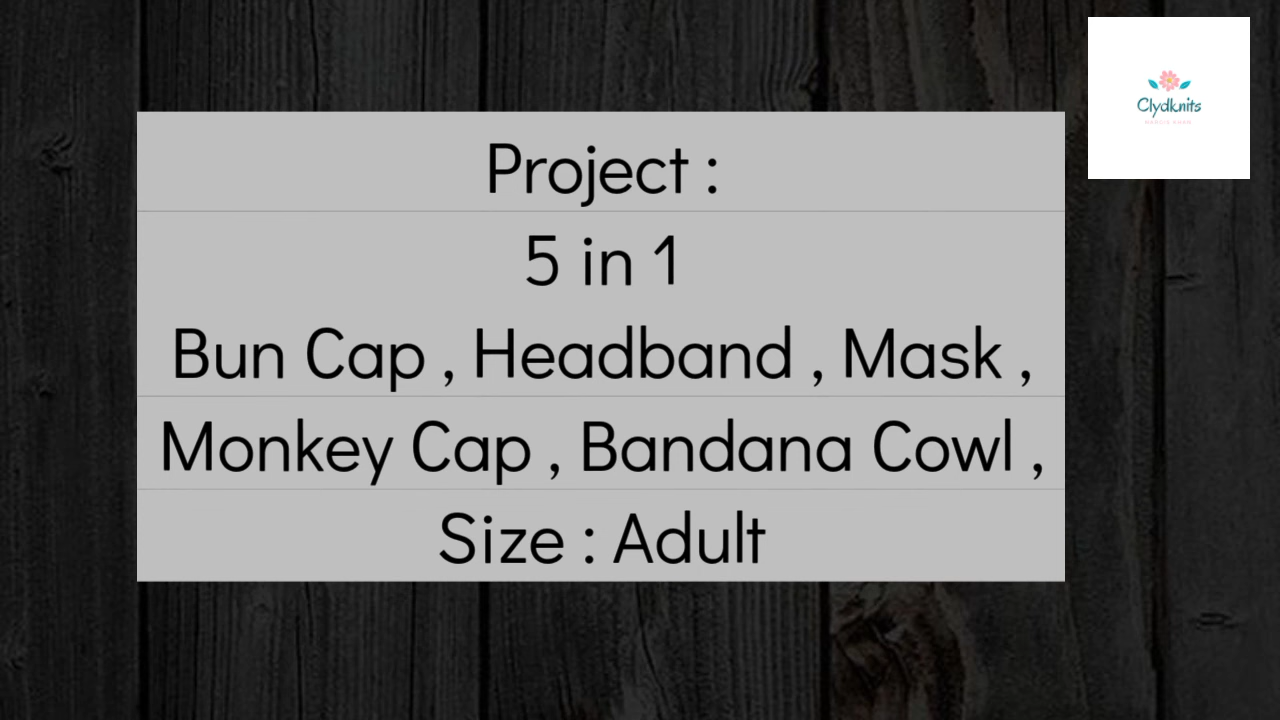 Project :
5 in 1
Bun Cap , Headband , Mask ,
Monkey Cap , Bandana Cowl ,
Size : Adult
Clydknits